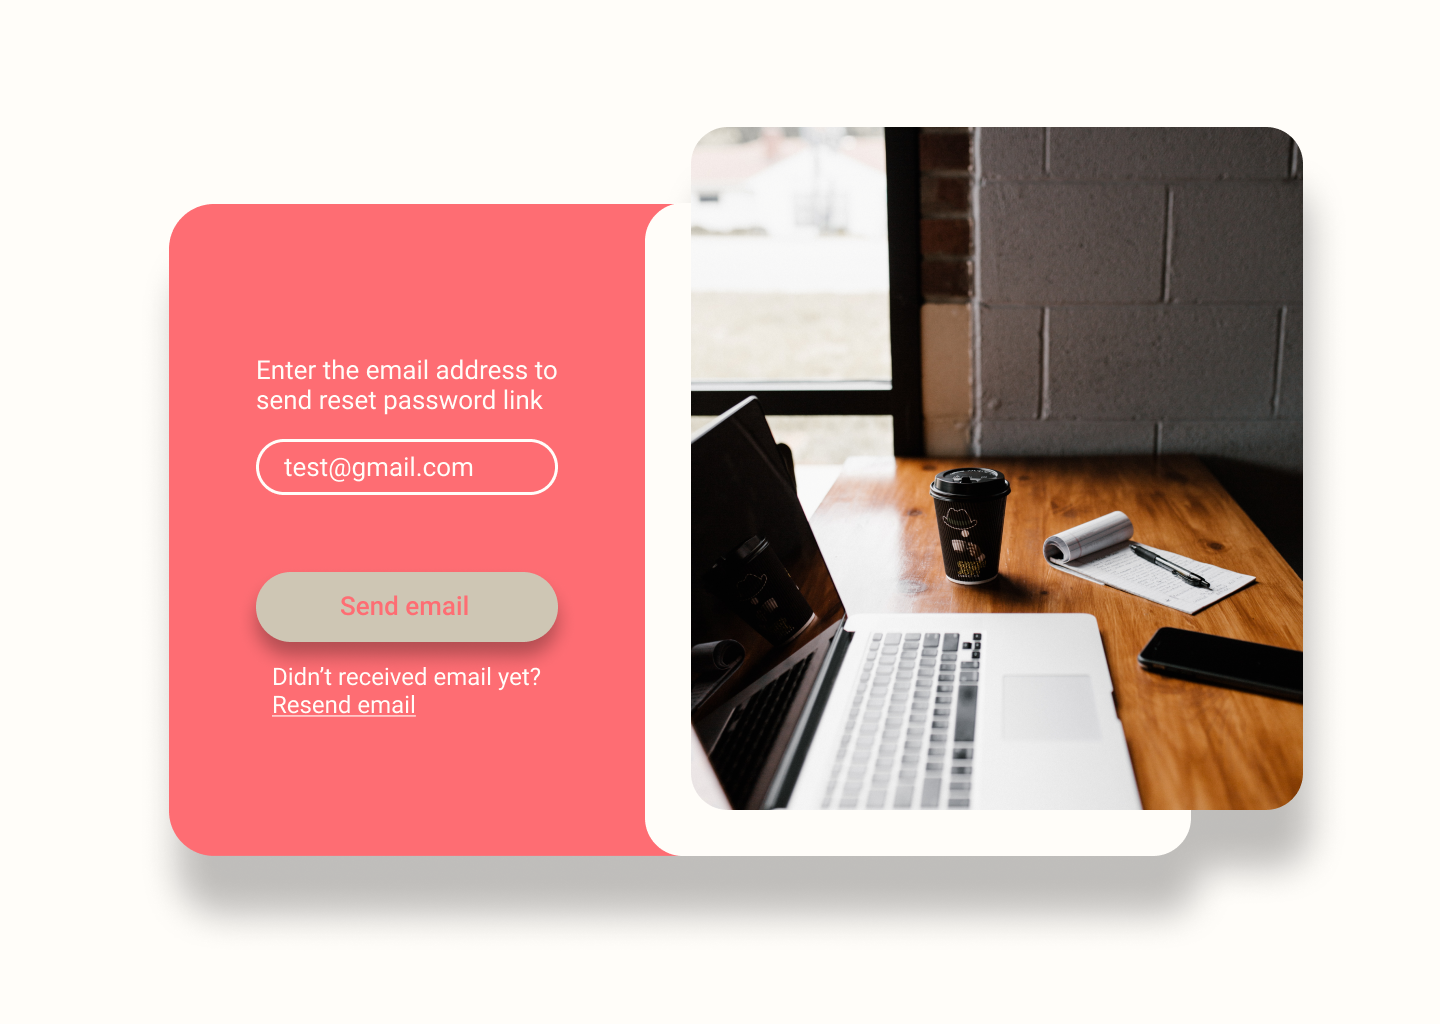 Enter the email address to
send reset password link
test@gmail.com
Send email
Didn’t received email yet?
Resend email